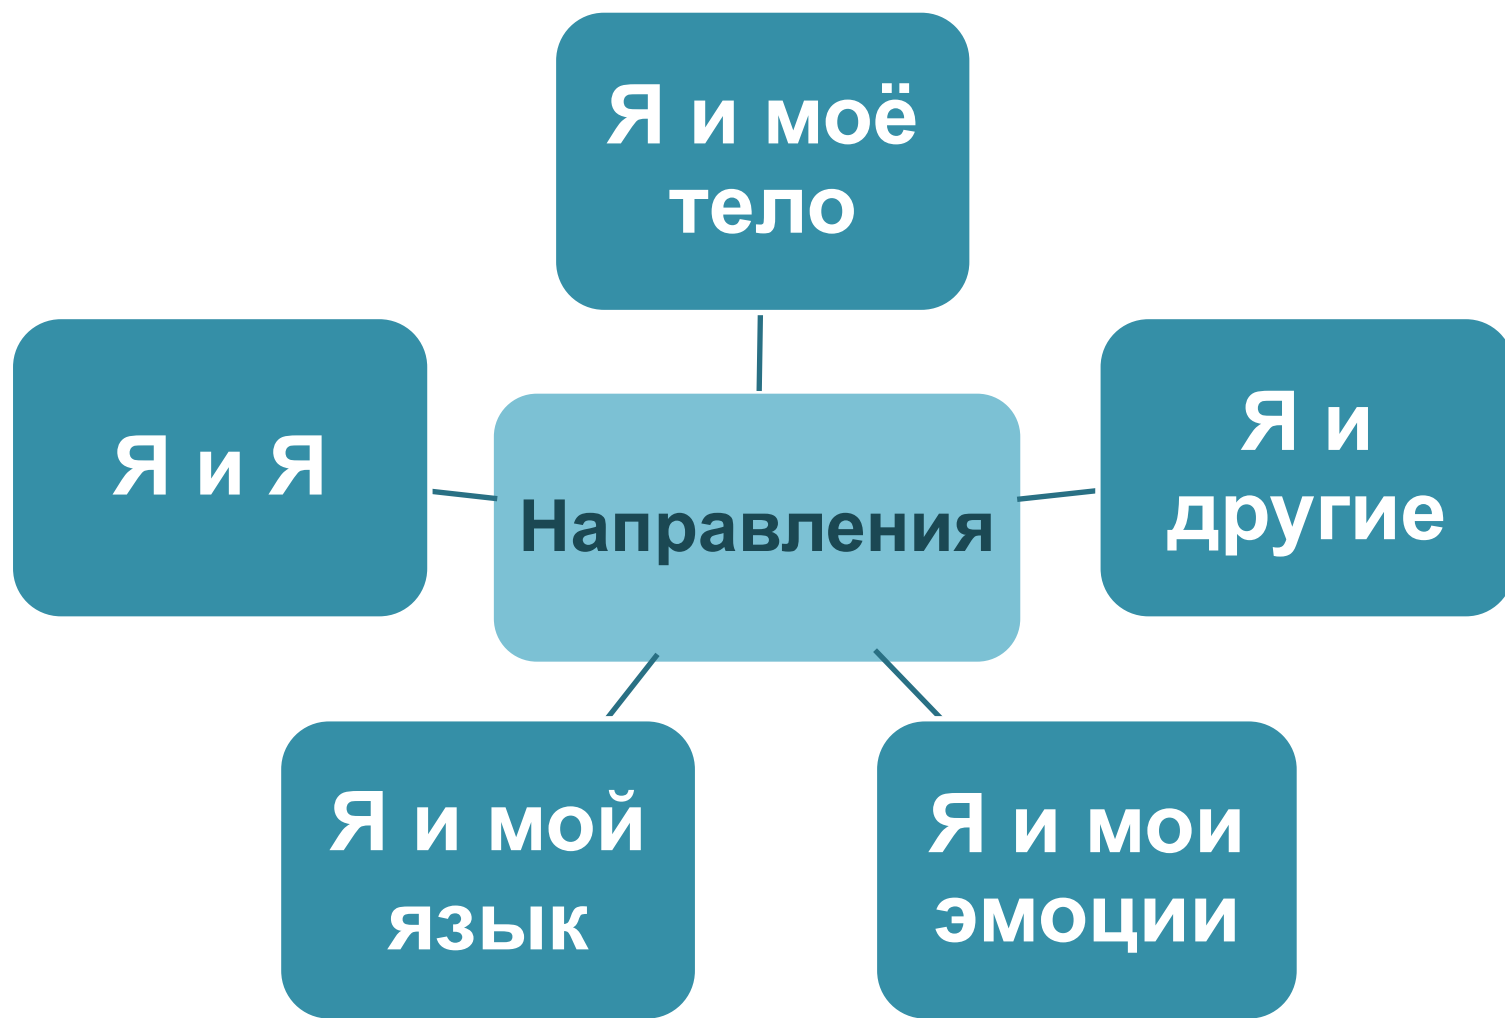 Я и моё
тело
Я и Я
Направления
Я и
другие
Я и мой
язык
Я и мои
эмоции